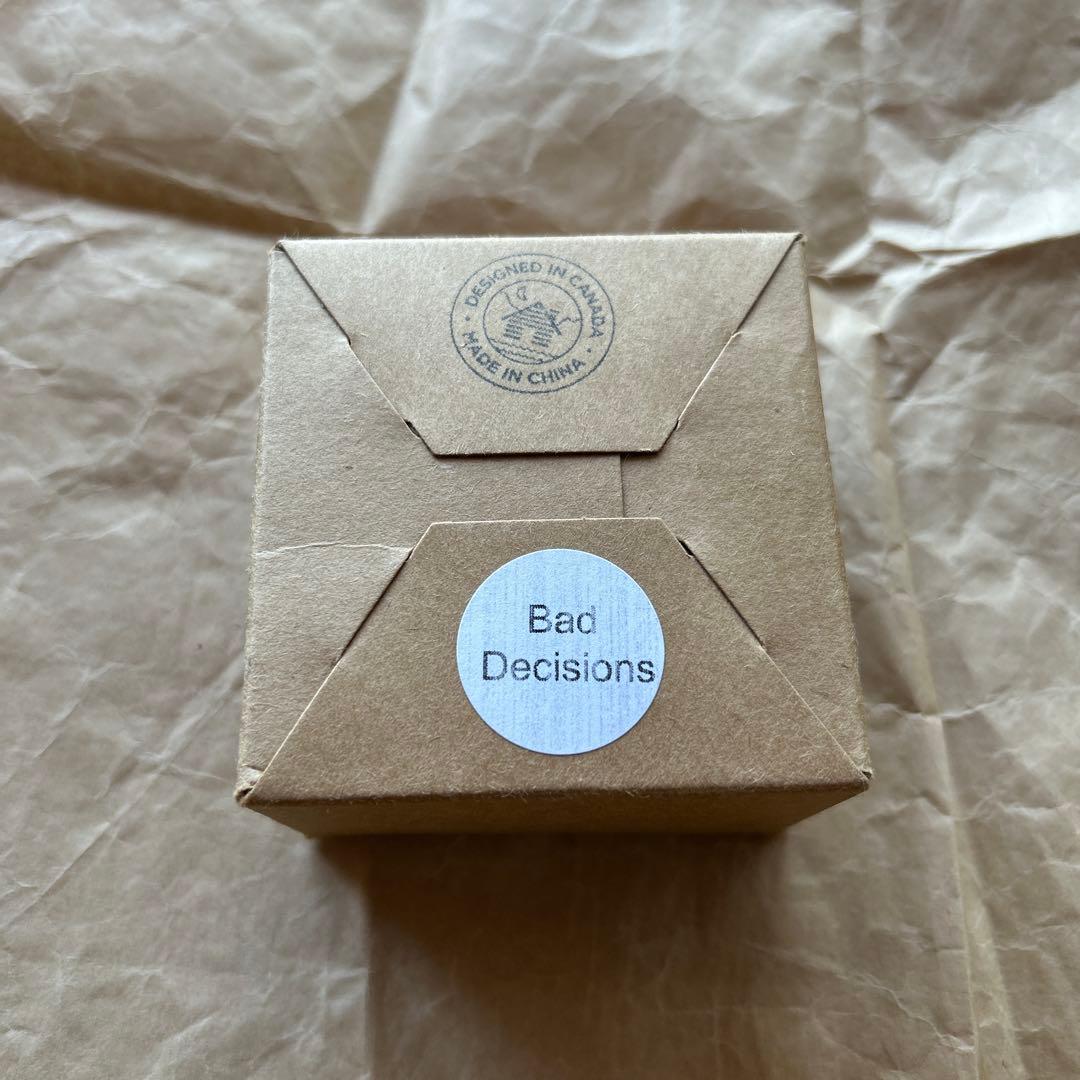 DESIGNED IN CANADA
MADE IN CHINA
Bad
Decisions